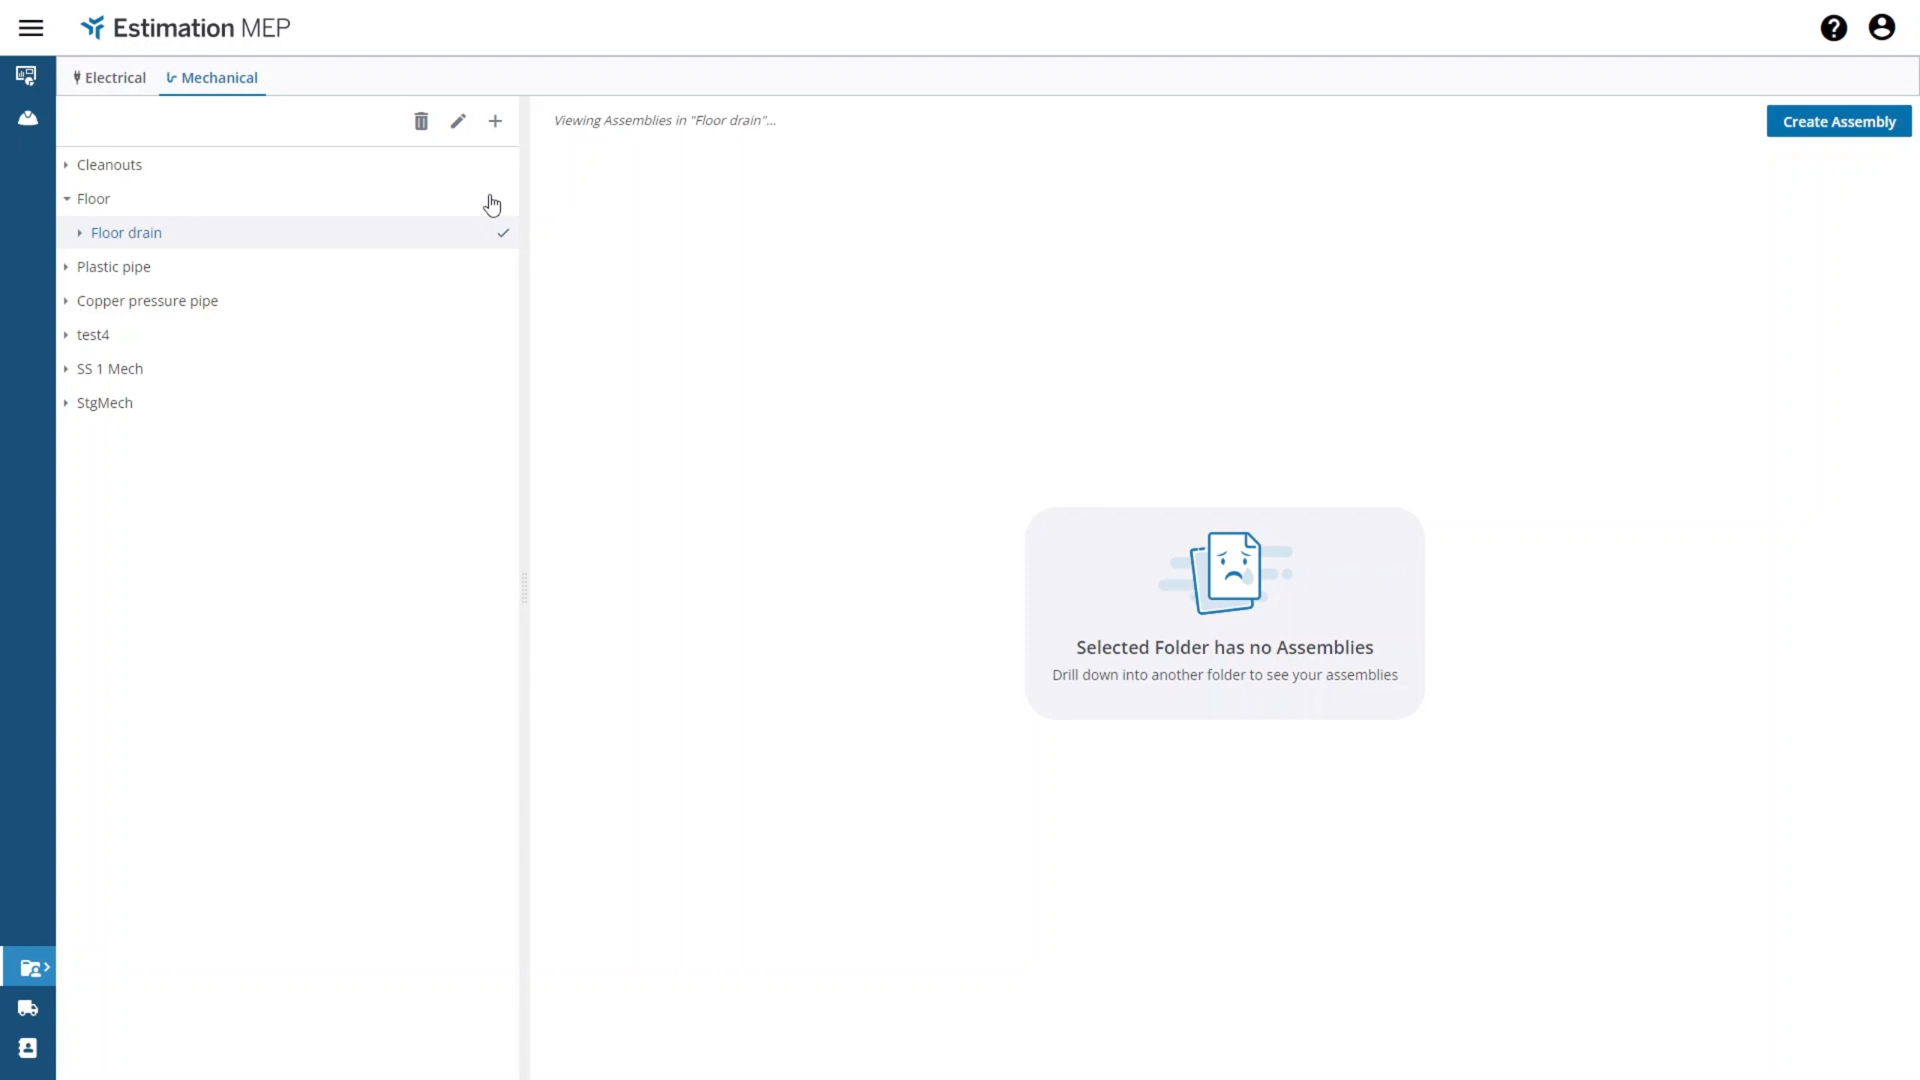 Estimation MEP
Electrical
Mechanical
Viewing Assemblies in "Floor drain"...
Create Assembly
Cleanouts
Floor
Floor drain
Plastic pipe
Copper pressure pipe
test4
SS 1 Mech
StgMech
Selected Folder has no Assemblies
Drill down into another folder to see your assemblies